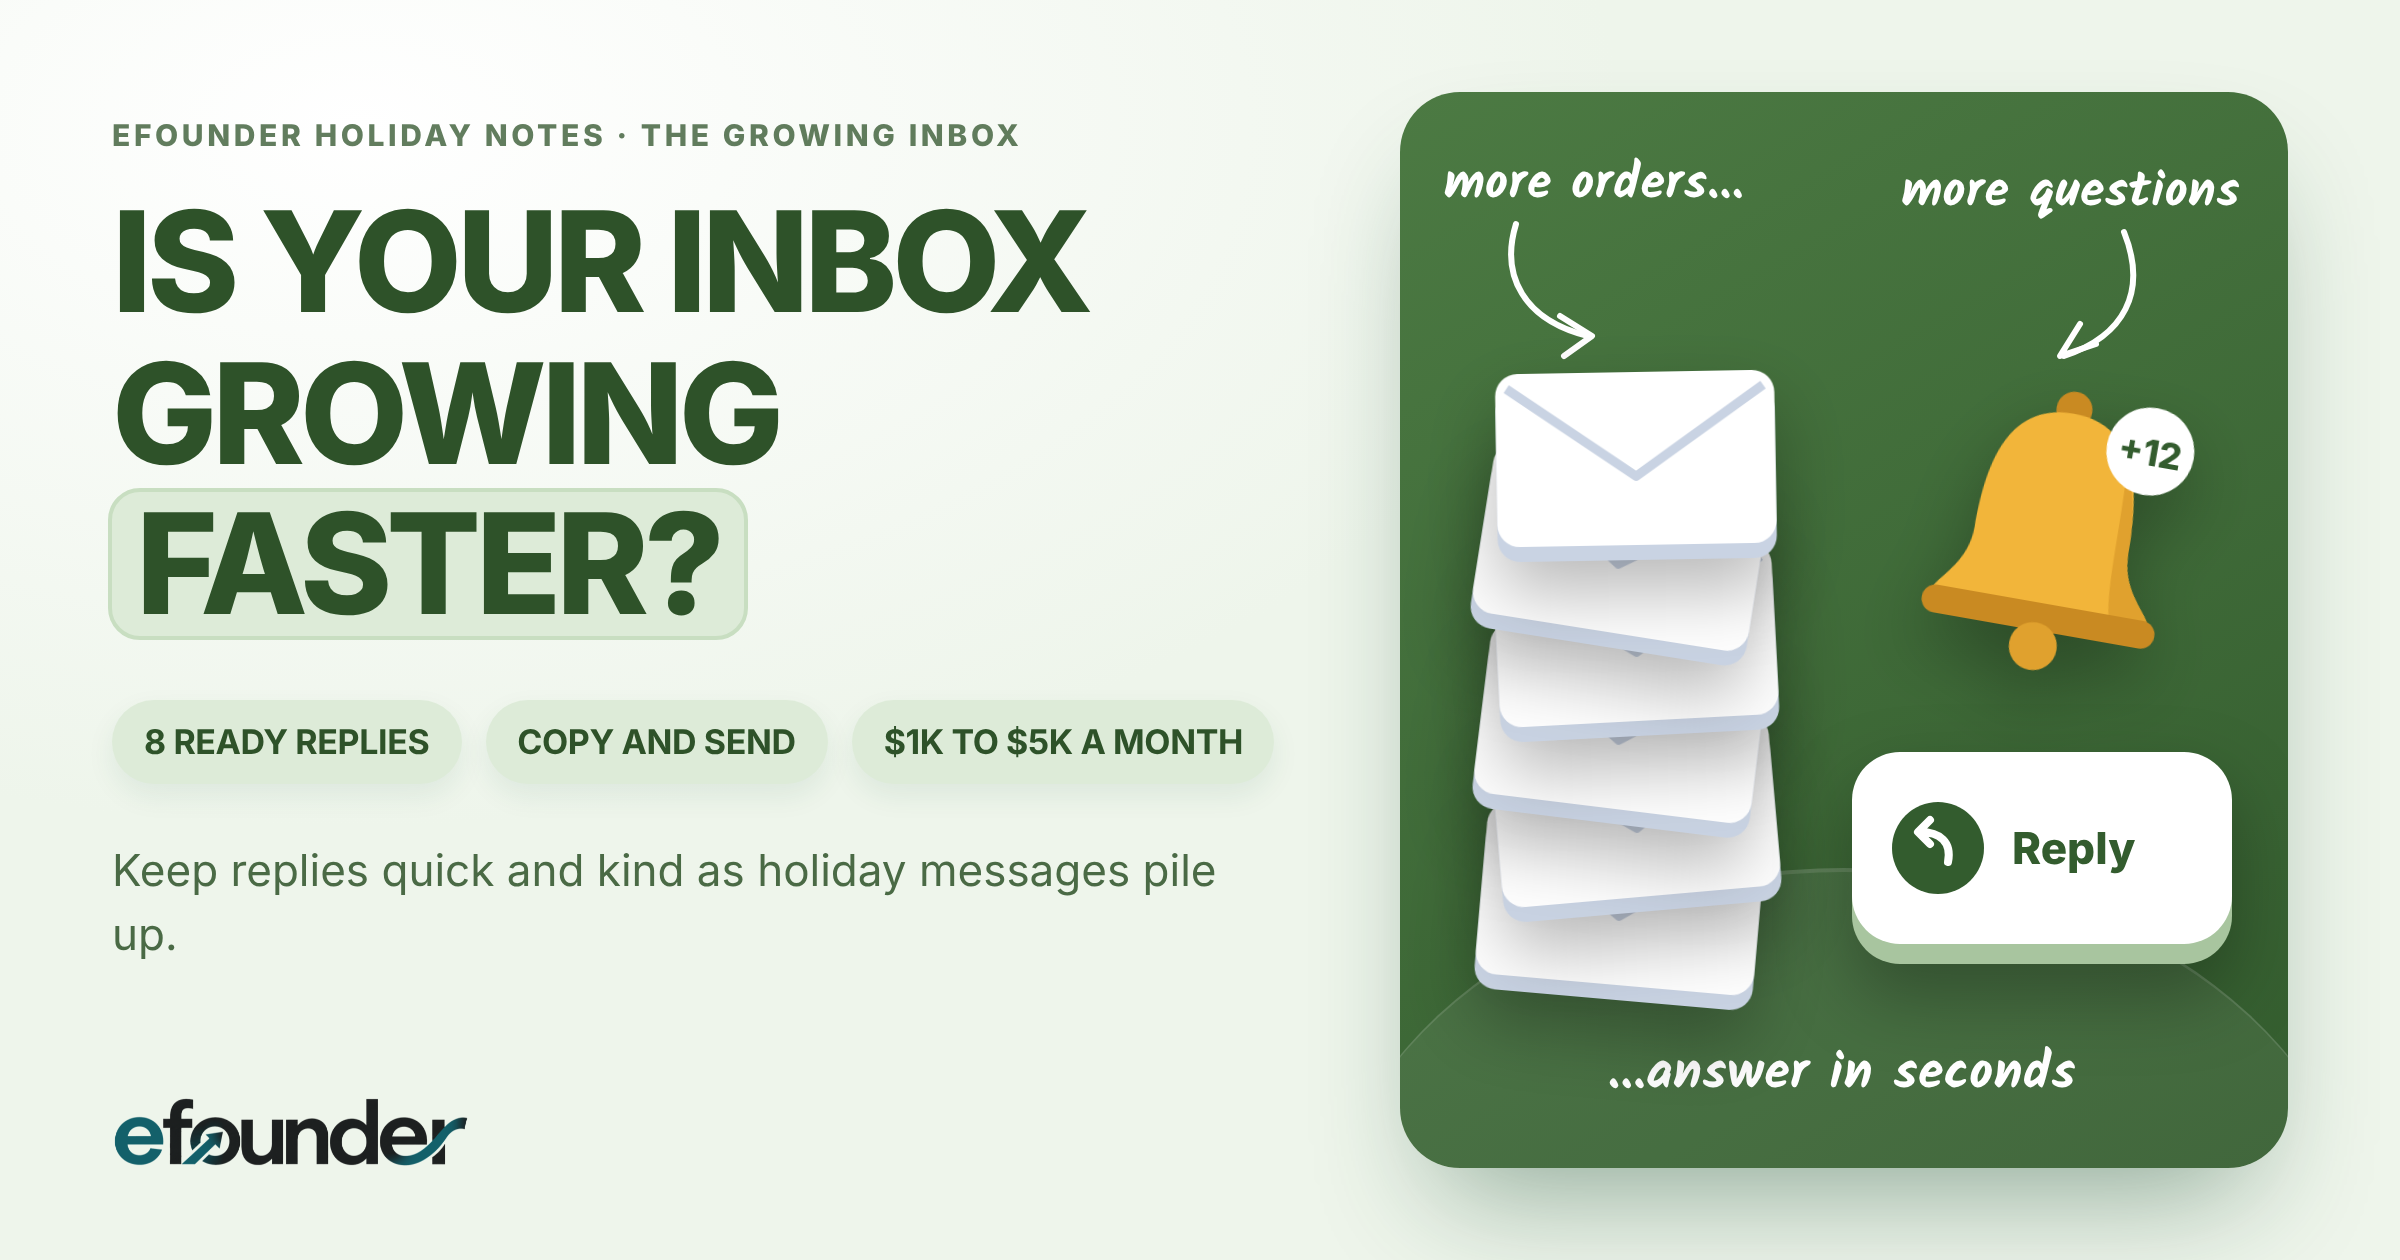 EFOUNDER HOLIDAY NOTES · THE GROWING INBOX
IS YOUR INBOX
GROWING
FASTER?
8 READY REPLIES
COPY AND SEND
$1K TO $5K A MONTH
Keep replies quick and kind as holiday messages pile
up.
efounder
more orders...
more questions
+12
Reply
...answer in seconds